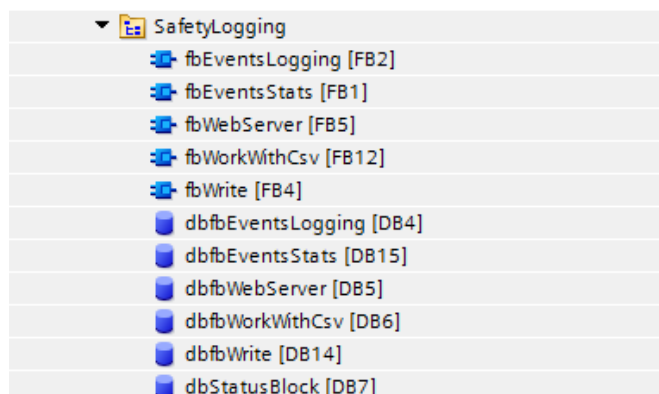 SafetyLogging
fbEventsLogging [FB2]
fbEventsStats [FB1]
fbWebServer [FB5]
fbWorkWithCsv [FB12]
fbWrite [FB4]
dbfbEventsLogging [DB4]
dbfbEventsStats [DB15]
dbfbWebServer [DB5]
dbfbWorkWithCsv [DB6]
dbfbWrite [DB14]
dbStatusBlock [DB7]